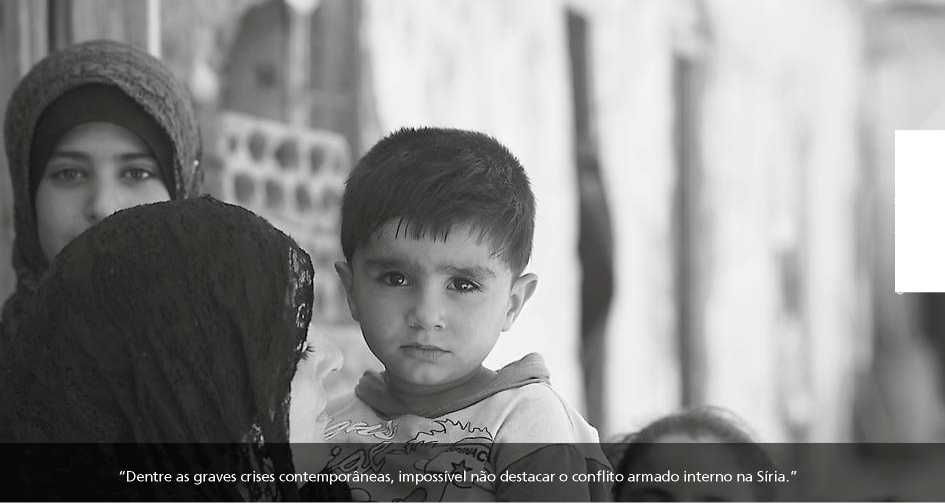 “Dentre as graves crises contemporâneas, impossível não destacar o conflito armado interno na Síria.”